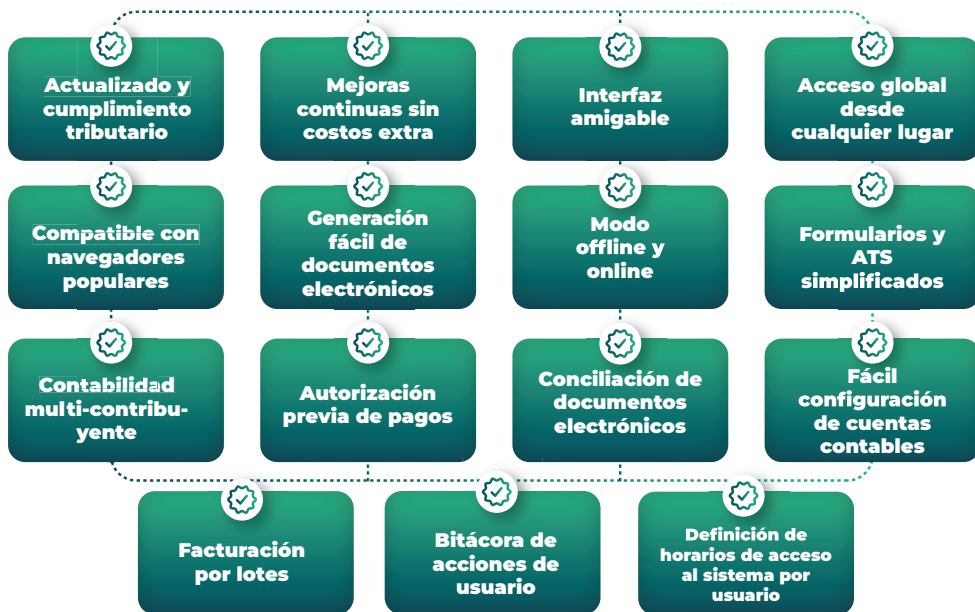 Actualizado y
cumplimiento
tributario
Mejoras
continuas sin
costos extra
Interfaz
amigable
Acceso global
desde
cualquier lugar
Compatible con
navegadores
populares
Generación
fácil de
documentos
electrónicos
Modo
offline y
online
Formularios y
ATS
simplificados
Contabilidad
multi-contribu-
yente
Autorización
previa de pagos
Conciliación de
documentos
electrónicos
Fácil
configuración
de cuentas
contables
Facturación
por lotes
Bitácora de
acciones de
usuario
Definición de
horarios de acceso
al sistema por
usuario